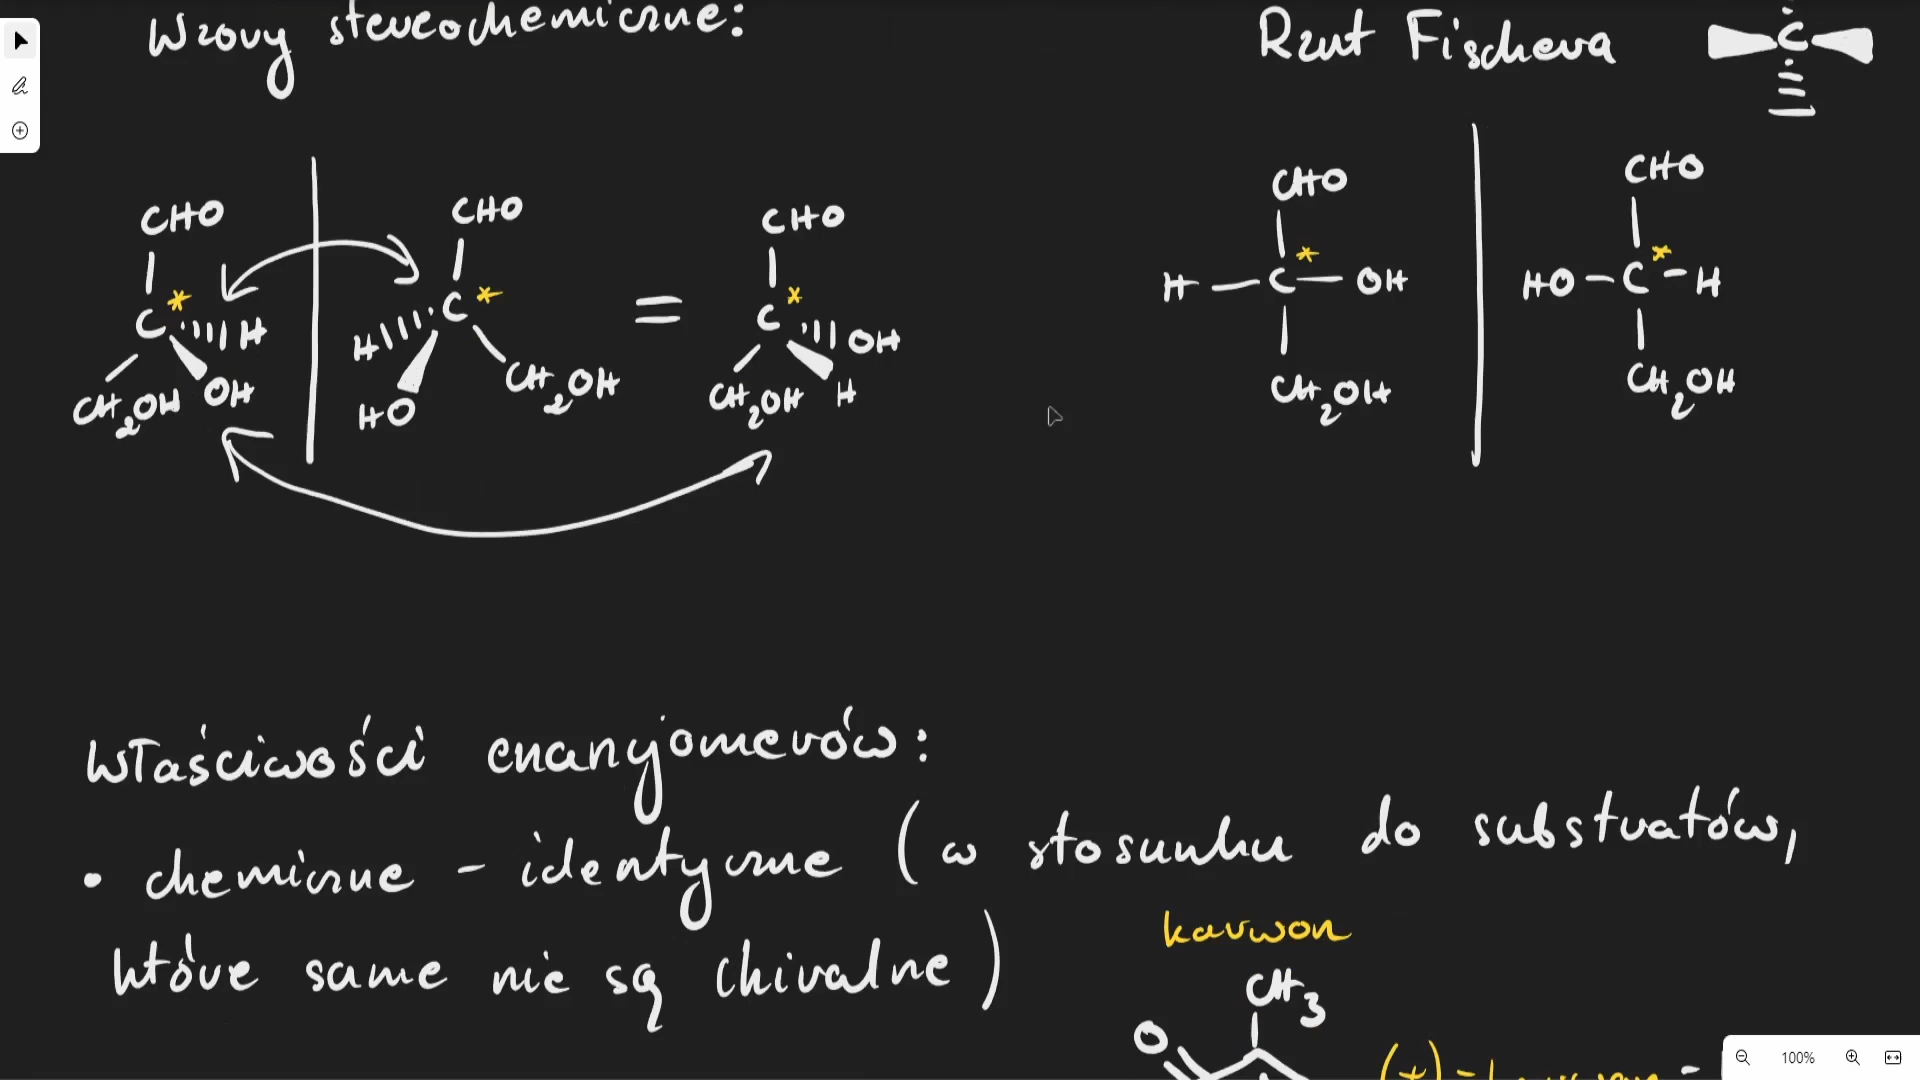 Wzory stereochemiczne:
Rzut Fischera
C
CHO
C * H
CH2OH OH
CHO
H C *
HO CH2OH
=
CHO
C * OH
CH2OH H
CHO
H - C * - OH
CH2OH
CHO
HO - C * - H
CH2OH
Właściwości enancjomerów:
• chemiczne - identyczne (w stosunku do substratów,
które same nie są chiralne)
karwon
CH3
O
100%